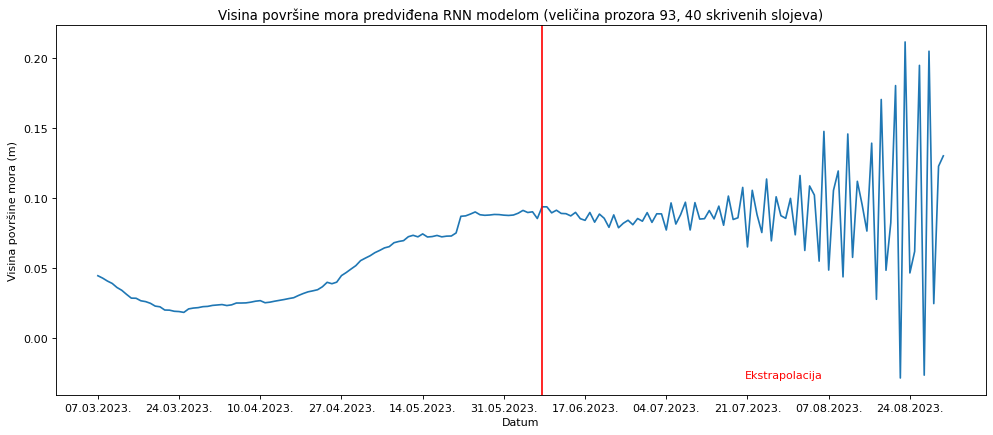 Visina površine mora predviđena RNN modelom (veličina prozora 93, 40 skrivenih slojeva)
Visina površine mora (m)
0.20
0.15
0.10
0.05
0.00
Ekstrapolacija
07.03.2023. 24.03.2023. 10.04.2023. 27.04.2023. 14.05.2023. 31.05.2023. 17.06.2023. 04.07.2023. 21.07.2023. 07.08.2023. 24.08.2023.
Datum